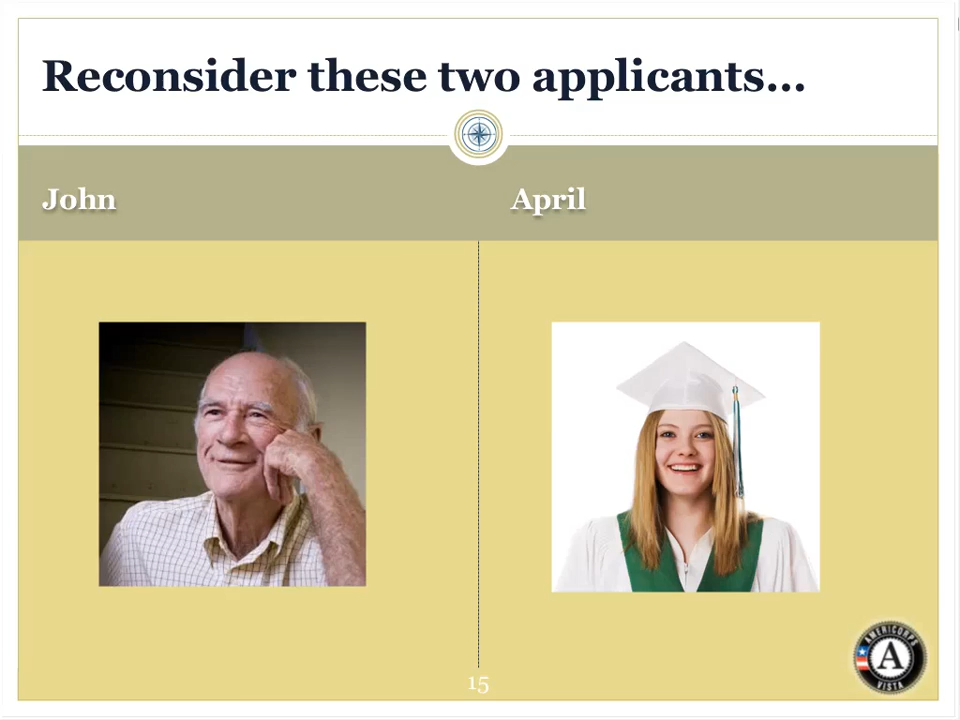 Reconsider these two applicants...
John
April
15
AMERICORPS
A
VISTA